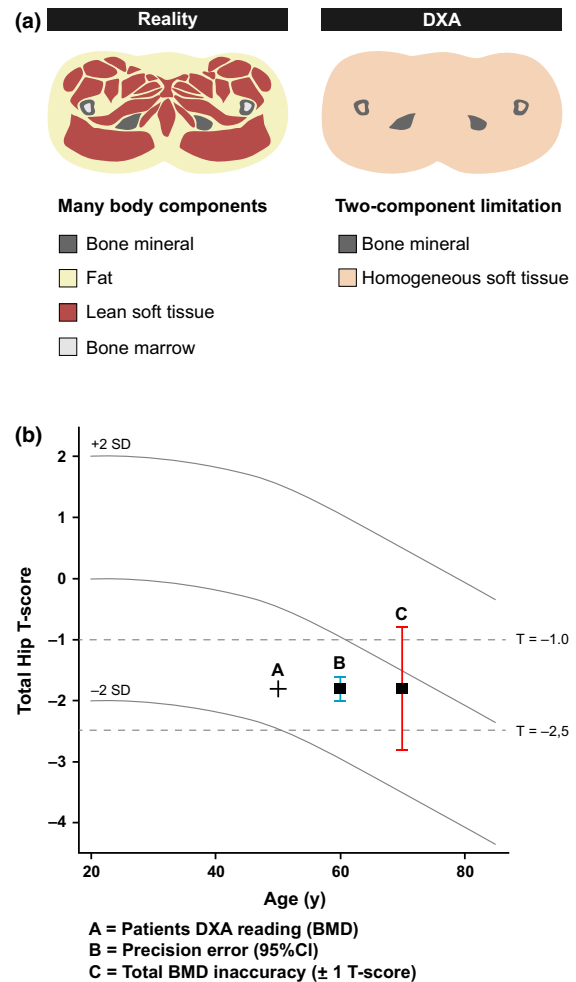 (a)
Reality
DXA
Many body components
Bone mineral
Fat
Lean soft tissue
Bone marrow
Two-component limitation
Bone mineral
Homogeneous soft tissue
(b)
Total Hip T-score
2
1
0
–1
–2
–3
–4
+2 SD
–2 SD
A
B
C
T = –1.0
T = –2,5
20
40
60
80
Age (y)
A = Patients DXA reading (BMD)
B = Precision error (95%CI)
C = Total BMD inaccuracy (± 1 T-score)